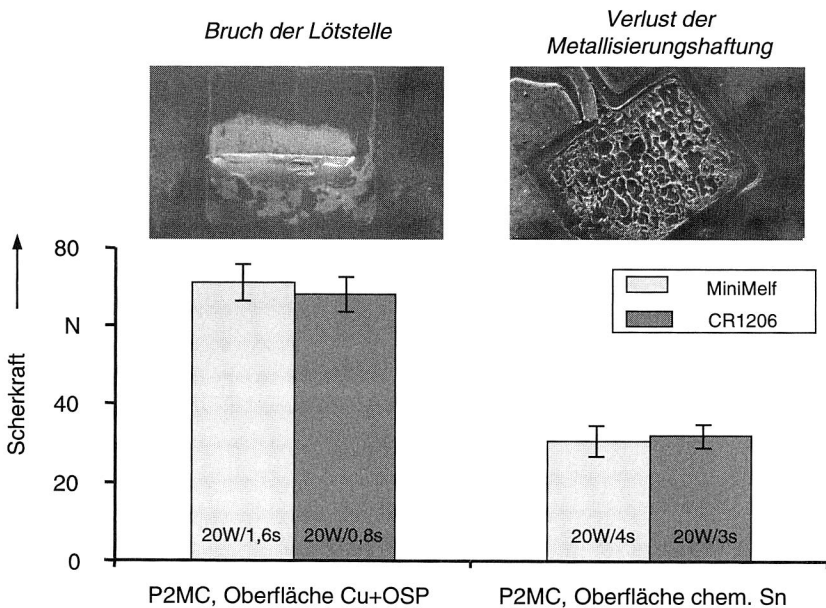 Bruch der Lötstelle
Verlust der
Metallisierungshaftung
80
N
40
20
0
Scherkraft
MiniMelf
CR1206
20W/1,6s
20W/0,8s
20W/4s
20W/3s
P2MC, Oberfläche Cu+OSP
P2MC, Oberfläche chem. Sn